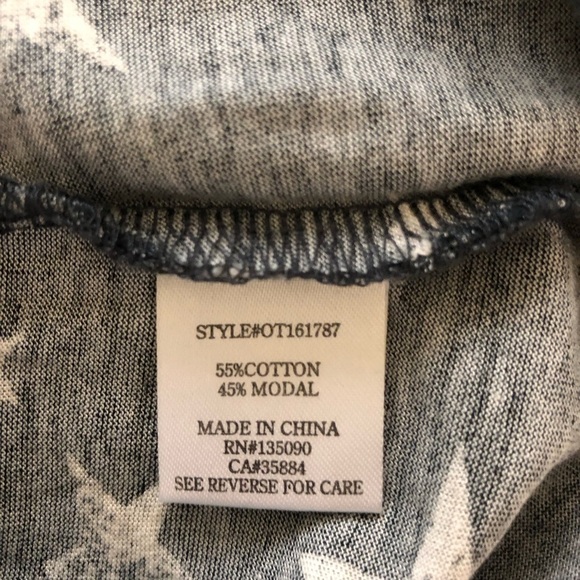 STYLE#OT161787
55%COTTON
45% MODAL
MADE IN CHINA
RN#135090
CA#35884
SEE REVERSE FOR CARE